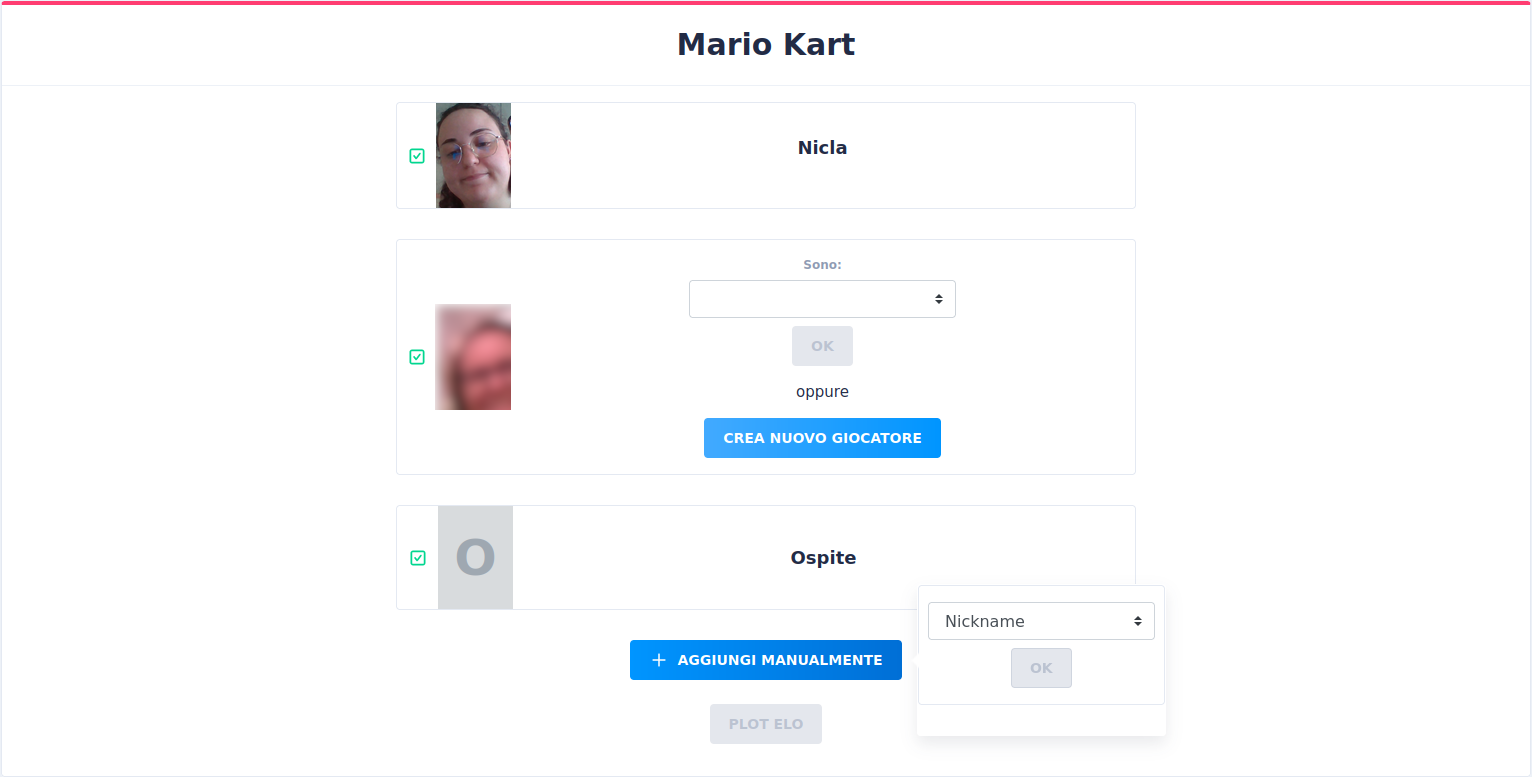 Mario Kart
Nicla
Sono:
OK
oppure
CREA NUOVO GIOCATORE
O
Ospite
Nickname
OK
+ AGGIUNGI MANUALMENTE
PLOT ELO